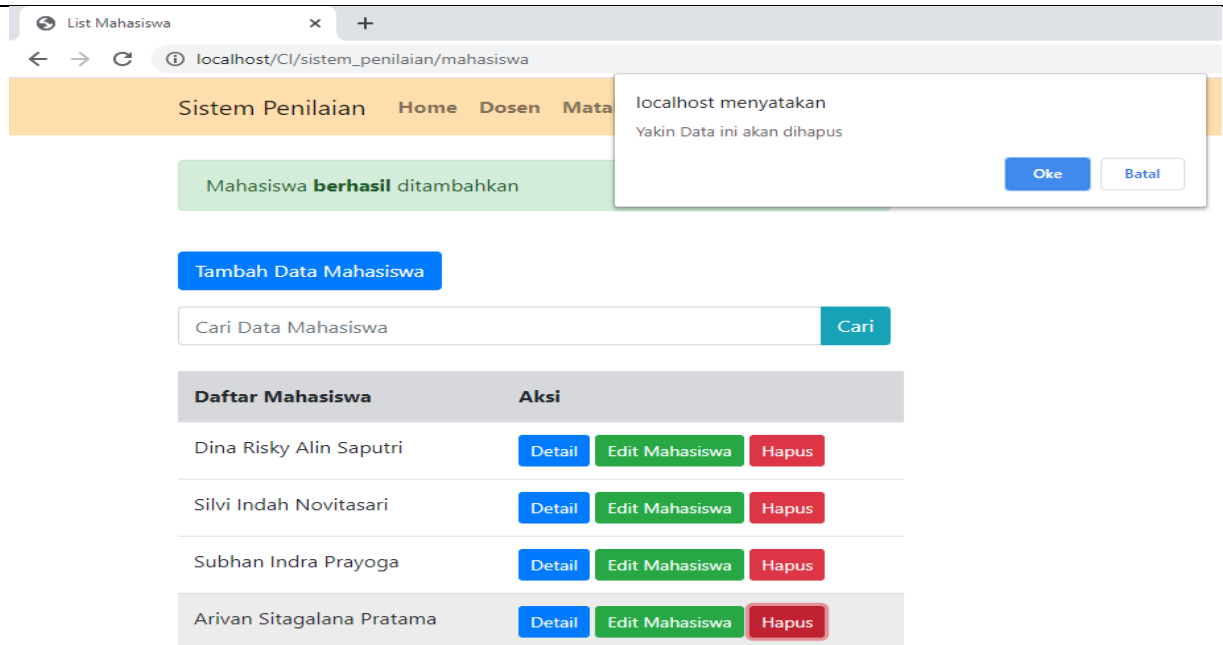 List Mahasiswa
localhost/CI/sistem_penilaian/mahasiswa
Sistem Penilaian Home Dosen Mata
localhost menyatakan
Yakin Data ini akan dihapus
Oke Batal
Mahasiswa berhasil ditambahkan
Tambah Data Mahasiswa
Cari Data Mahasiswa Cari
Daftar Mahasiswa Aksi
Dina Risky Alin Saputri Detail Edit Mahasiswa Hapus
Silvi Indah Novitasari Detail Edit Mahasiswa Hapus
Subhan Indra Prayoga Detail Edit Mahasiswa Hapus
Arivan Sitagalana Pratama Detail Edit Mahasiswa Hapus